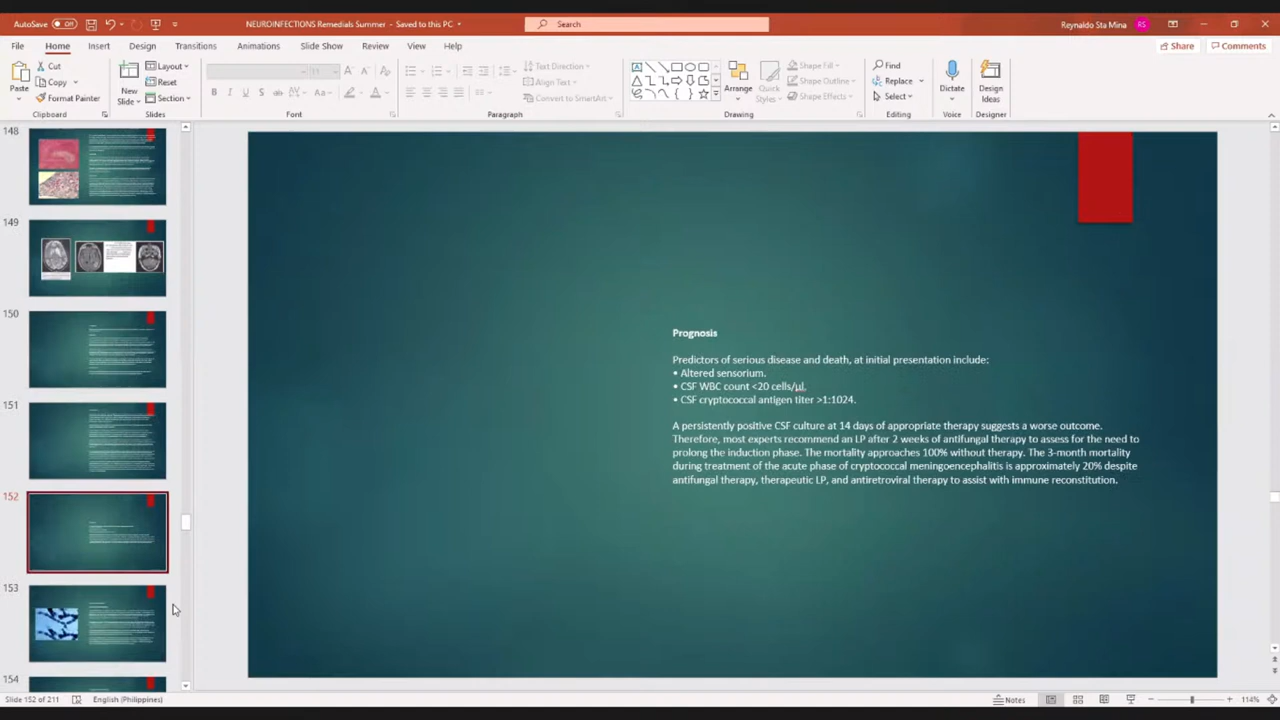 AutoSave Off
NEUROINFECTIONS Remedials Summer - Saved to this PC
Search
Reynaldo Sta Mina
RS
File Home Insert Design Transitions Animations Slide Show Review View Help
Share Comments
Paste
Cut
Copy
Format Painter
Clipboard
New
Slide
Layout
Reset
Section
Slides
11
Font
Text Direction
Align Text
Convert to SmartArt
Paragraph
Arrange
Quick
Styles
Shape Fill
Shape Outline
Shape Effects
Drawing
Find
Replace
Select
Editing
Dictate
Voice
Design
Ideas
Designer
148
149
150
151
152
153
154
Prognosis
Predictors of serious disease and death, at initial presentation include:
• Altered sensorium.
• CSF WBC count <20 cells/μl.
• CSF cryptococcal antigen titer >1:1024.
A persistently positive CSF culture at 14 days of appropriate therapy suggests a worse outcome.
Therefore, most experts recommend an LP after 2 weeks of antifungal therapy to assess for the need to
prolong the induction phase. The mortality approaches 100% without therapy. The 3-month mortality
during treatment of the acute phase of cryptococcal meningoencephalitis is approximately 20% despite
antifungal therapy, therapeutic LP, and antiretroviral therapy to assist with immune reconstitution.
Slide 152 of 211
English (Philippines)
Notes
114%